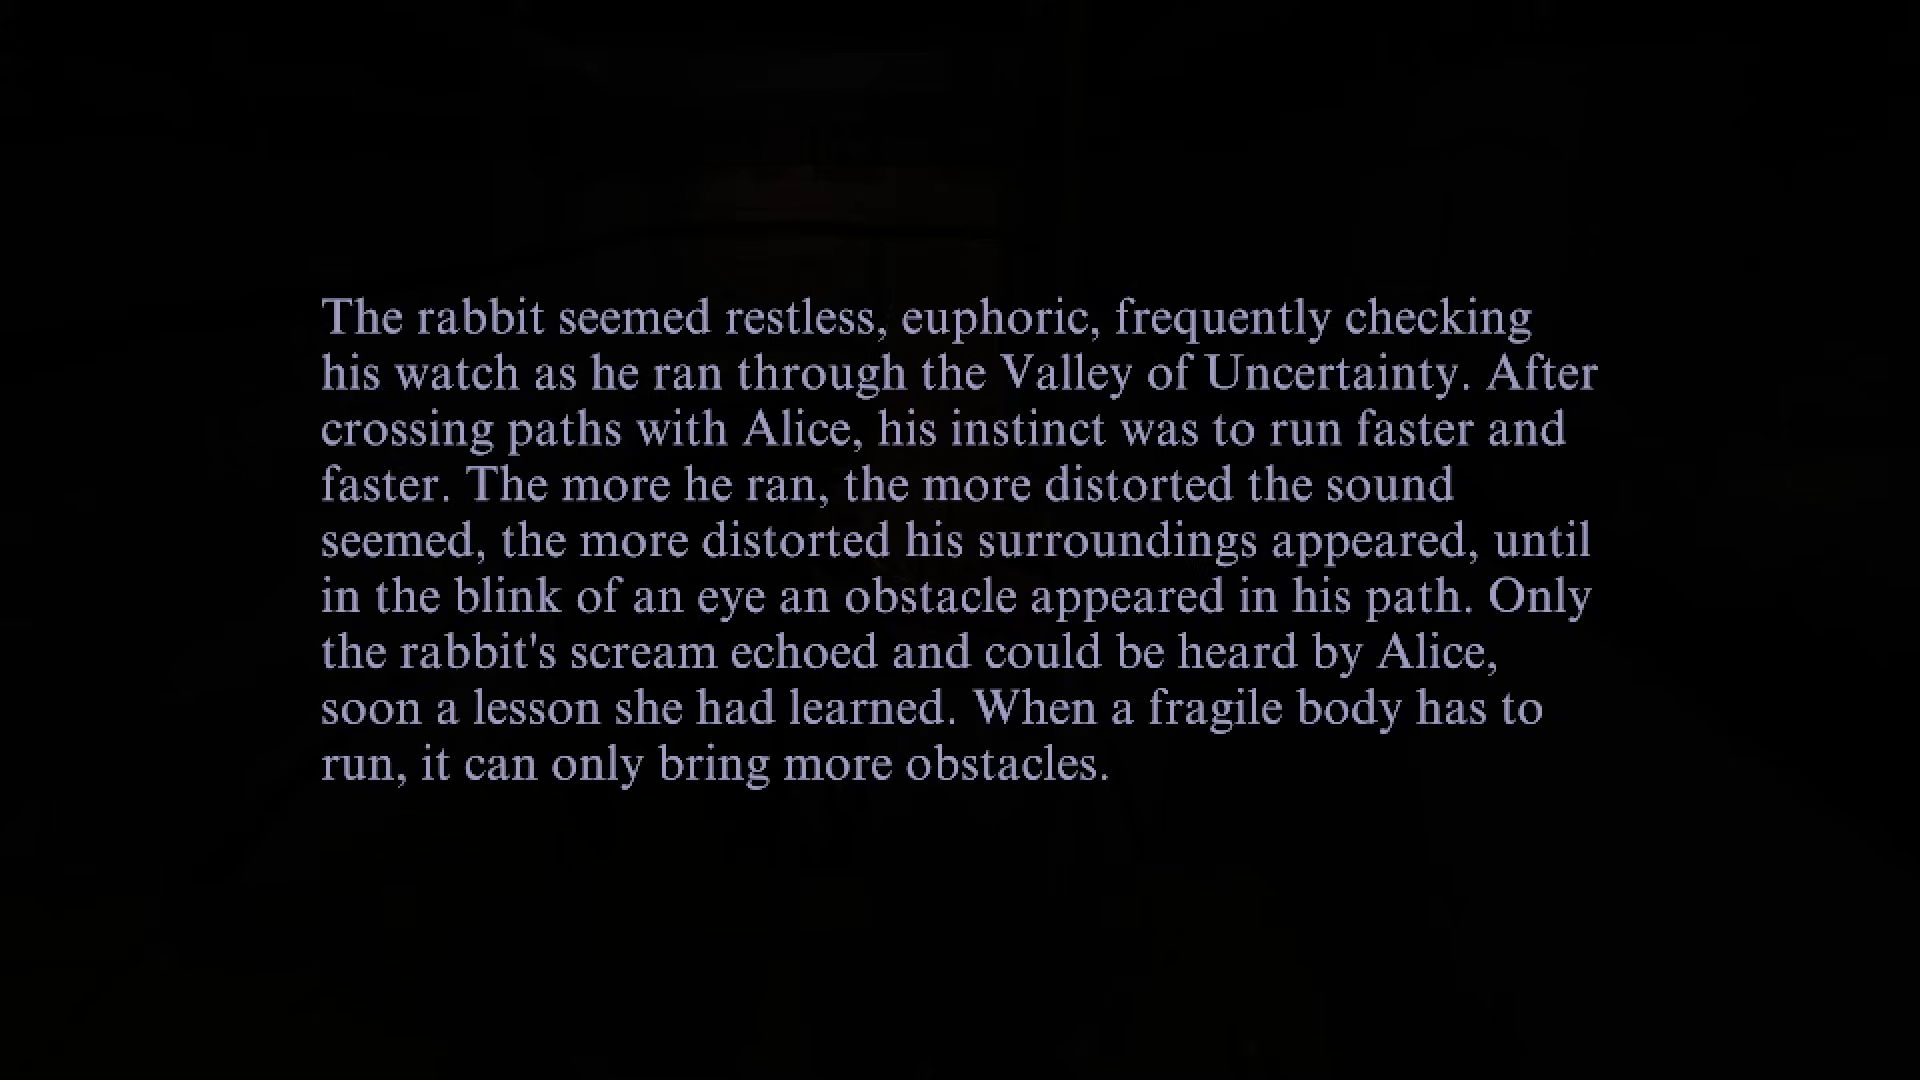 The rabbit seemed restless, euphoric, frequently checking
his watch as he ran through the Valley of Uncertainty. After
crossing paths with Alice, his instinct was to run faster and
faster. The more he ran, the more distorted the sound
seemed, the more distorted his surroundings appeared, until
in the blink of an eye an obstacle appeared in his path. Only
the rabbit's scream echoed and could be heard by Alice,
soon a lesson she had learned. When a fragile body has to
run, it can only bring more obstacles.